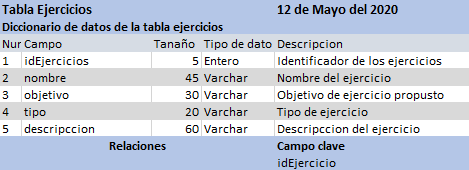 Tabla Ejercicios 12 de Mayo del 2020
Diccionario de datos de la tabla ejercicios
Nur Campo Tanaño Tipo de dato Descripcion
1 idEjercicios 5 Entero Identificador de los ejercicios
2 nombre 45 Varchar Nombre del ejercicio
3 objetivo 30 Varchar Objetivo de ejercicio propusto
4 tipo 20 Varchar Tipo de ejercicio
5 descripccion 60 Varchar Descripccion del ejercicio
Relaciones Campo clave
idEjercicio